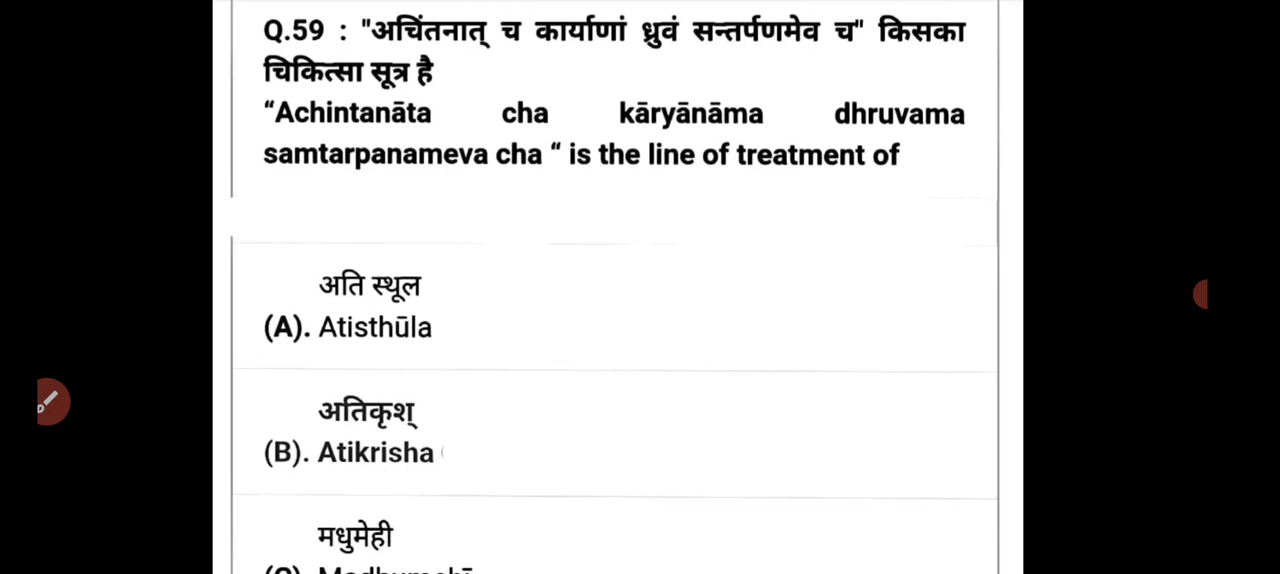 Q.59 : "अचिंतनात् च कार्याणां ध्रुवं सन्तर्पणमेव च" किसका
चिकित्सा सूत्र है
“Achintanāta cha kāryānāma dhruvama
samtarpanameva cha “ is the line of treatment of
अति स्थूल
(A). Atisthūla
अतिकृश्
(B). Atikrisha
मधुमेही